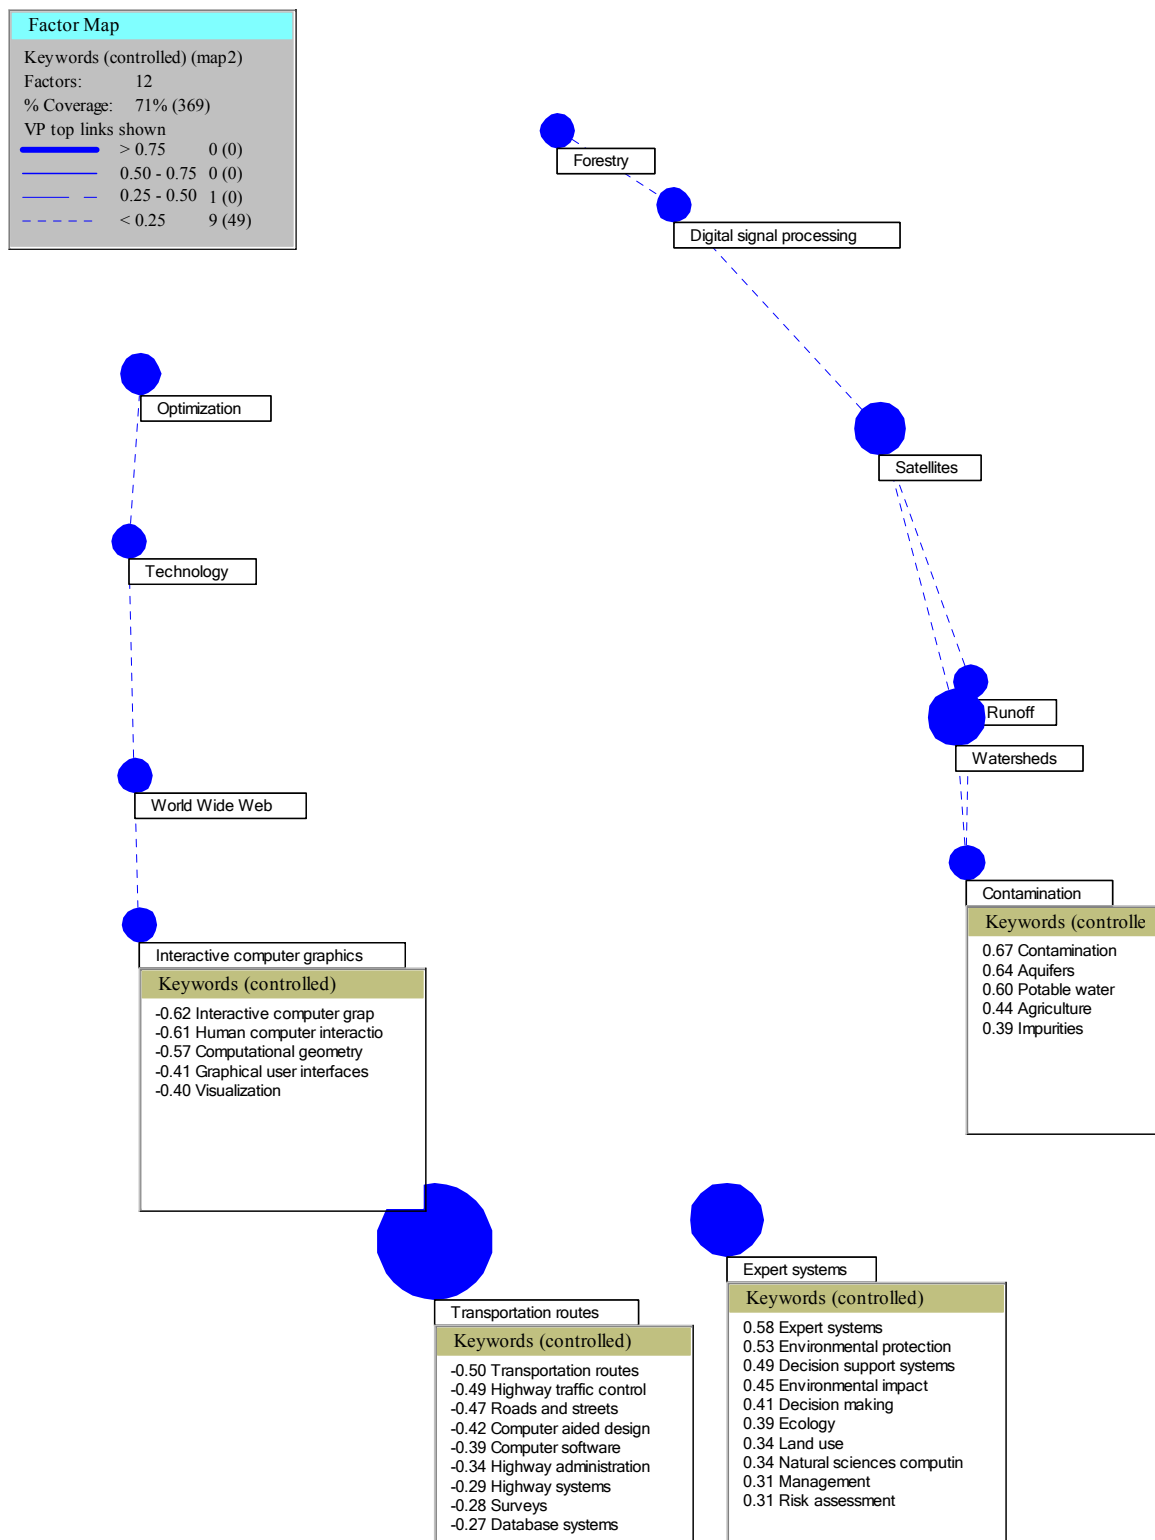 Factor Map
Keywords (controlled) (map2)
Factors: 12
% Coverage: 71% (369)
VP top links shown
> 0.75 0 (0)
0.50 - 0.75 0 (0)
0.25 - 0.50 1 (0)
< 0.25 9 (49)
Forestry
Digital signal processing
Optimization
Satellites
Technology
Runoff
Watersheds
World Wide Web
Contamination
Keywords (controlle
0.67 Contamination
0.64 Aquifers
0.60 Potable water
0.44 Agriculture
0.39 Impurities
Interactive computer graphics
Keywords (controlled)
-0.62 Interactive computer grap
-0.61 Human computer interactio
-0.57 Computational geometry
-0.41 Graphical user interfaces
-0.40 Visualization
Transportation routes
Keywords (controlled)
-0.50 Transportation routes
-0.49 Highway traffic control
-0.47 Roads and streets
-0.42 Computer aided design
-0.39 Computer software
-0.34 Highway administration
-0.29 Highway systems
-0.28 Surveys
-0.27 Database systems
Expert systems
Keywords (controlled)
0.58 Expert systems
0.53 Environmental protection
0.49 Decision support systems
0.45 Environmental impact
0.41 Decision making
0.39 Ecology
0.34 Land use
0.34 Natural sciences computin
0.31 Management
0.31 Risk assessment